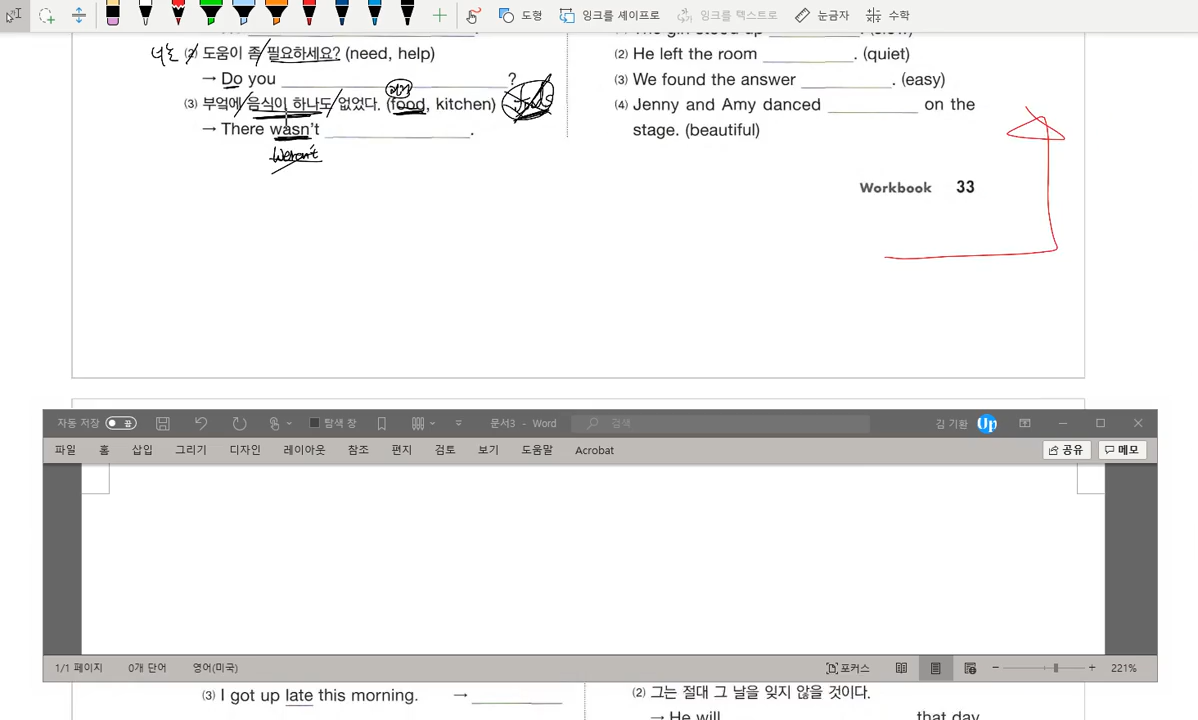 도형
잉크를 셰이프로
잉크를 텍스트로
눈금자
수학
너는 (2) 도움이 좀 필요하세요? (need, help)
→ Do you ?
(3) 부엌에 음식이 하나도 없었다. (food, kitchen)
→ There wasn't .
weren't
(2) He left the room . (quiet)
(3) We found the answer . (easy)
(4) Jenny and Amy danced on the
stage. (beautiful)
Workbook 33
자동 저장 끔
탐색 창
문서3 - Word
검색
김 기환
Up
파일 홈 삽입 그리기 디자인 레이아웃 참조 편지 검토 보기 도움말 Acrobat
공유
메모
1/1 페이지 0개 단어 영어(미국)
포커스
221%
(3) I got up late this morning. →
(2) 그는 절대 그 날을 잊지 않을 것이다.
→ He will that day